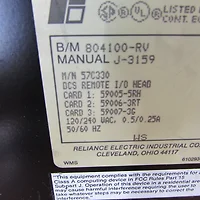 LISTED
CONT. E
B/M 804100-RV
MANUAL J-3159
M/N 57C330
DCS REMOTE I/O HEAD
CARD 1: 59005-5RH
CARD 2: 59006-3RT
CARD 3: 59007-3G
120/240 VAC, 0.5/0.25A
50/60 HZ
WS
RELIANCE ELECTRIC INDUSTRIAL CO
CLEVELAND, OHIO 44117
WMS
This equipment complies with the requirements for a
Class A computing device in FCC Rules Part 15
Subpart J. Operation of this device in a residential area
may cause harmful interference requiring the user
to take whatever steps may be necessary to correct